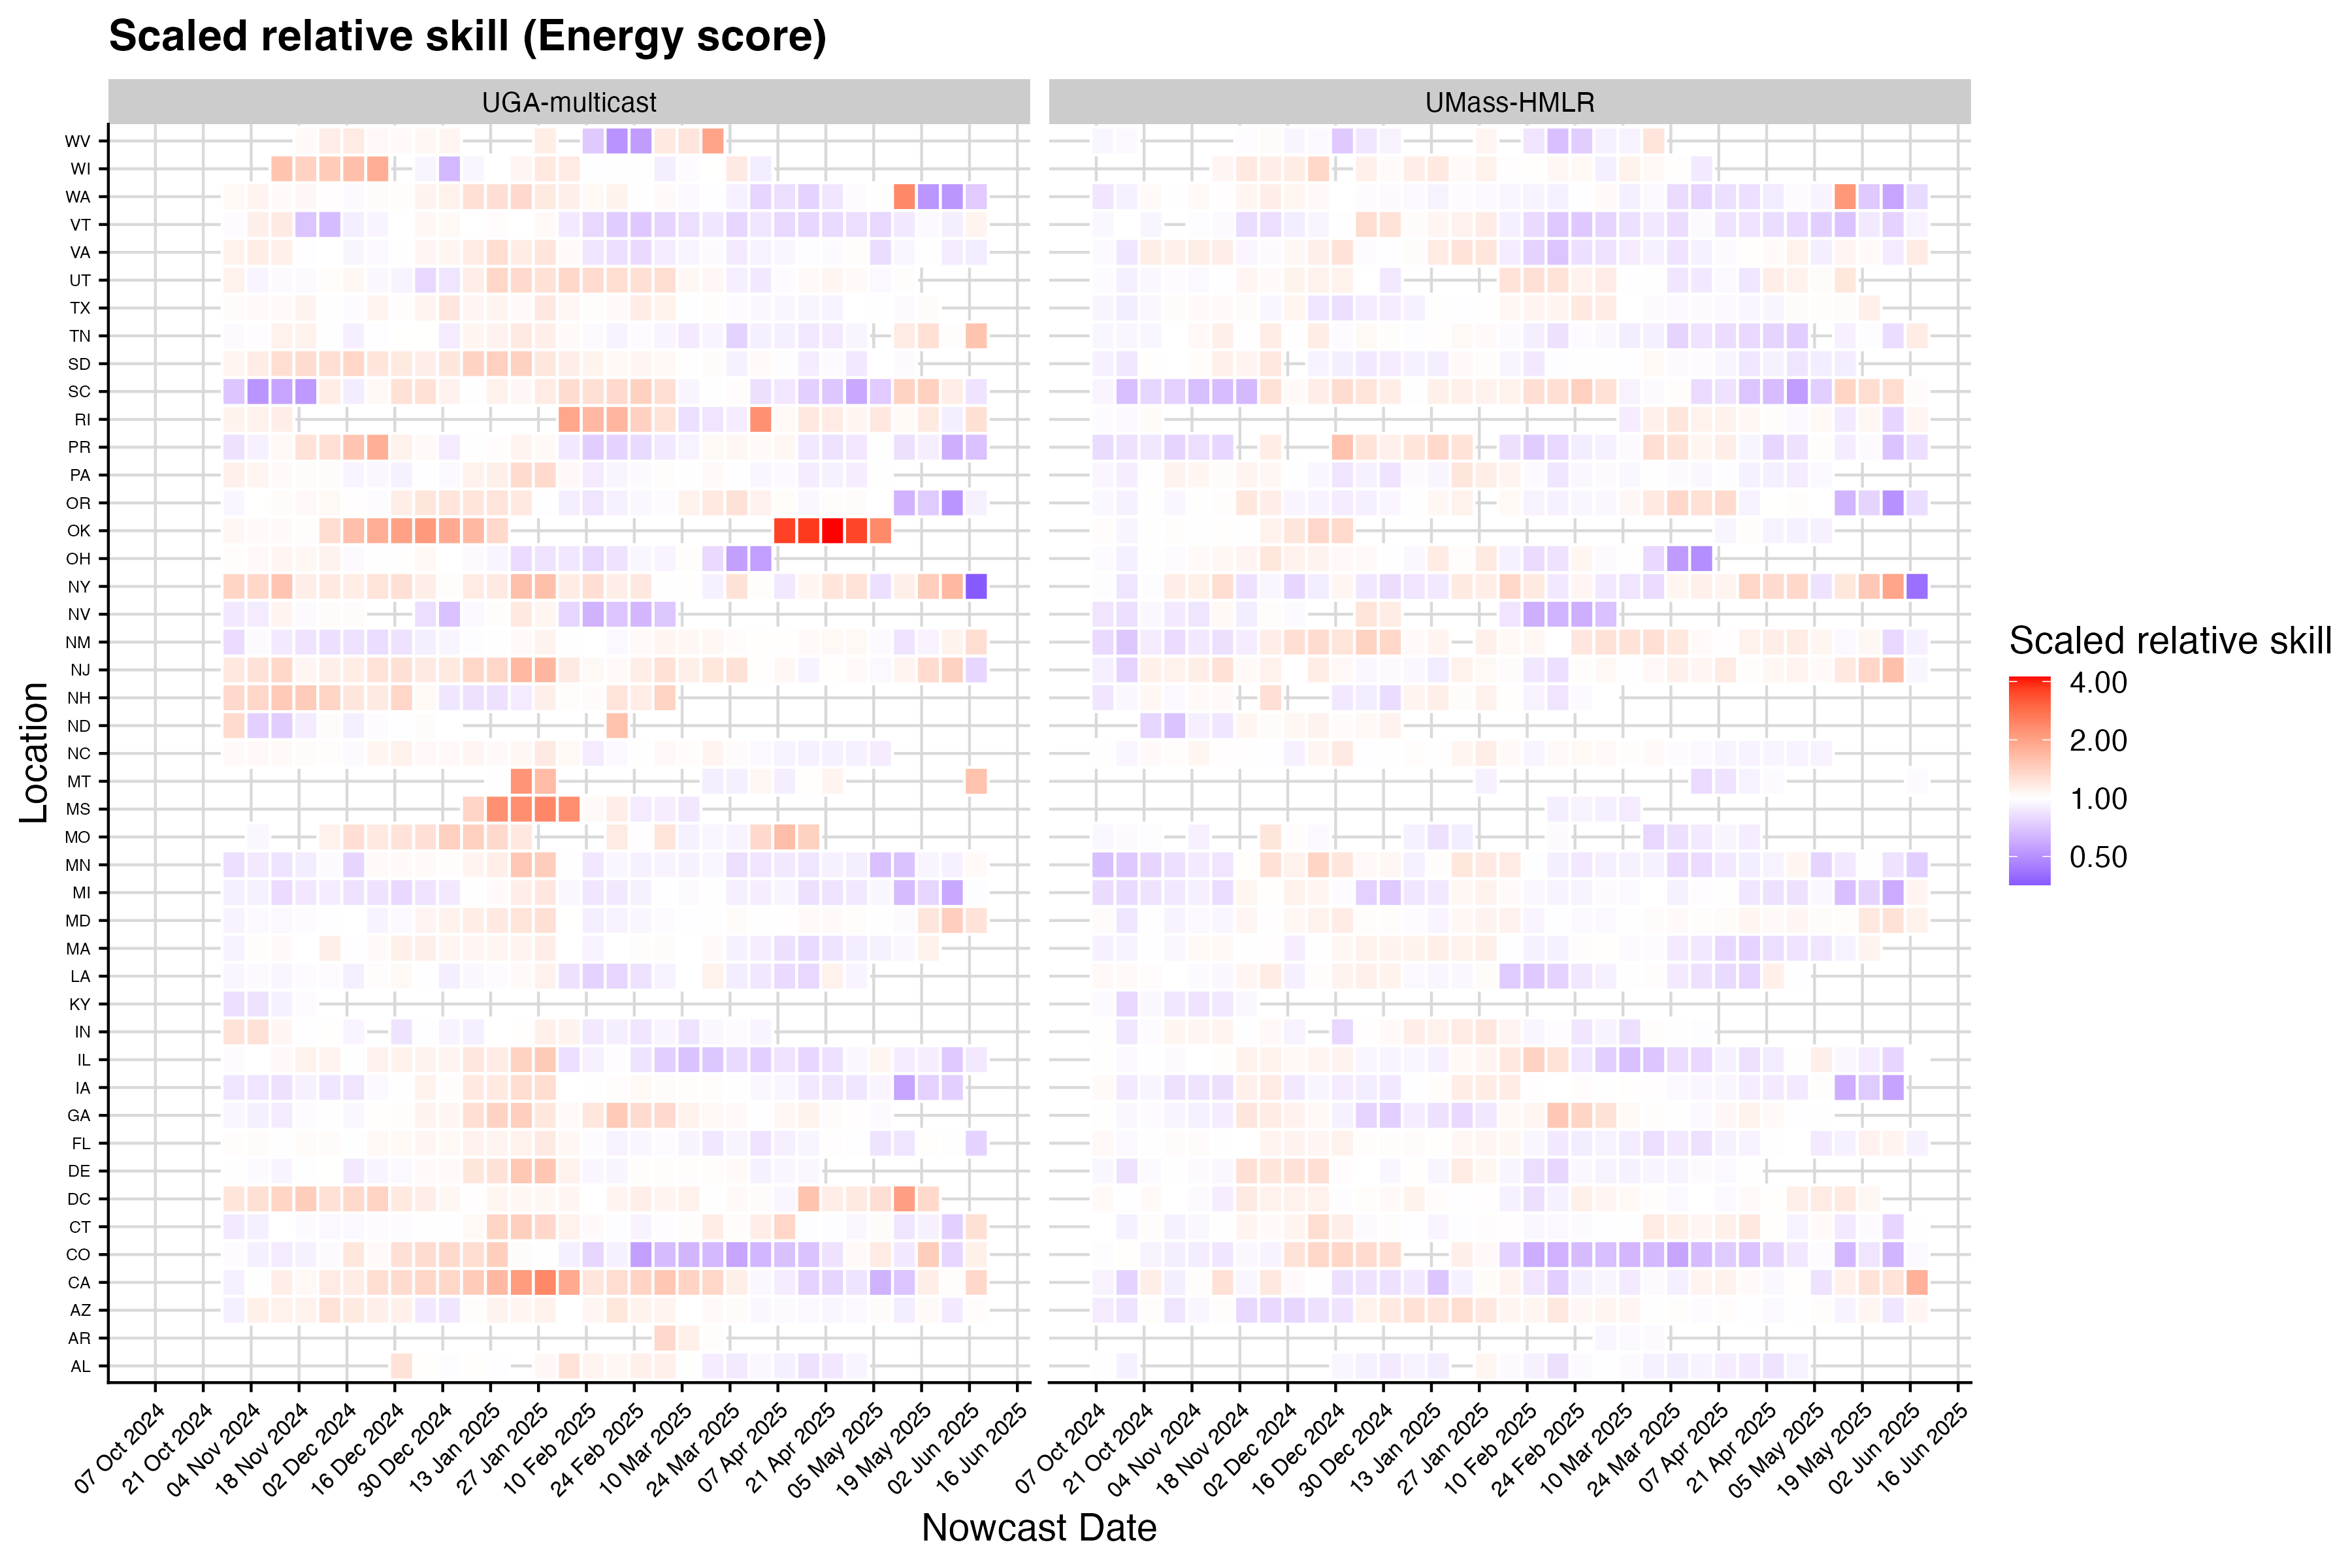 Scaled relative skill (Energy score)
UGA-multicast
UMass-HMLR
WV
WI
WA
VT
VA
UT
TX
TN
SD
SC
RI
PR
PA
OR
OK
OH
NY
NV
NM
NJ
NH
ND
NC
MT
MS
MO
MN
MI
MD
MA
LA
KY
IN
IL
IA
GA
FL
DE
DC
CT
CO
CA
AZ
AR
AL
Location
07 Oct 2024
21 Oct 2024
04 Nov 2024
18 Nov 2024
02 Dec 2024
16 Dec 2024
30 Dec 2024
13 Jan 2025
27 Jan 2025
10 Feb 2025
24 Feb 2025
10 Mar 2025
24 Mar 2025
07 Apr 2025
21 Apr 2025
05 May 2025
19 May 2025
02 Jun 2025
16 Jun 2025
07 Oct 2024
21 Oct 2024
04 Nov 2024
18 Nov 2024
02 Dec 2024
16 Dec 2024
30 Dec 2024
13 Jan 2025
27 Jan 2025
10 Feb 2025
24 Feb 2025
10 Mar 2025
24 Mar 2025
07 Apr 2025
21 Apr 2025
05 May 2025
19 May 2025
02 Jun 2025
16 Jun 2025
Nowcast Date
Scaled relative skill
4.00
2.00
1.00
0.50